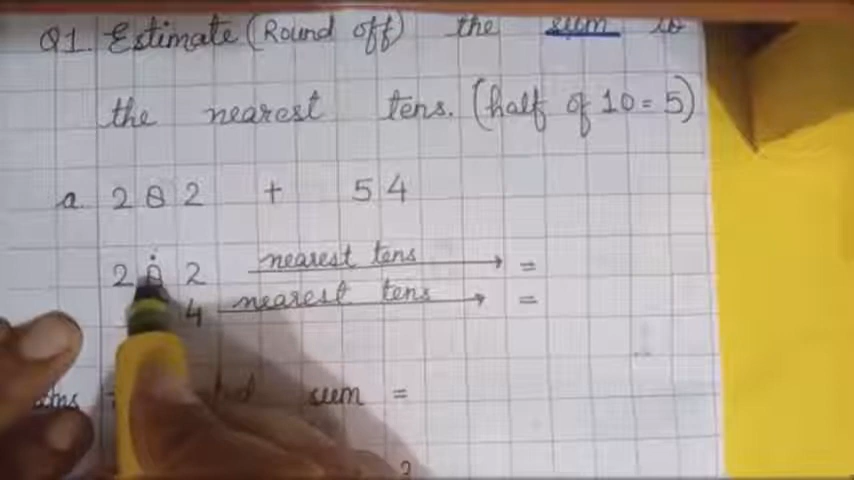 Q1. Estimate (Round off) the sum to
the nearest tens. (half of 10 = 5)
a 282 + 54
282 nearest tens =
4 nearest tens =
sum =
?